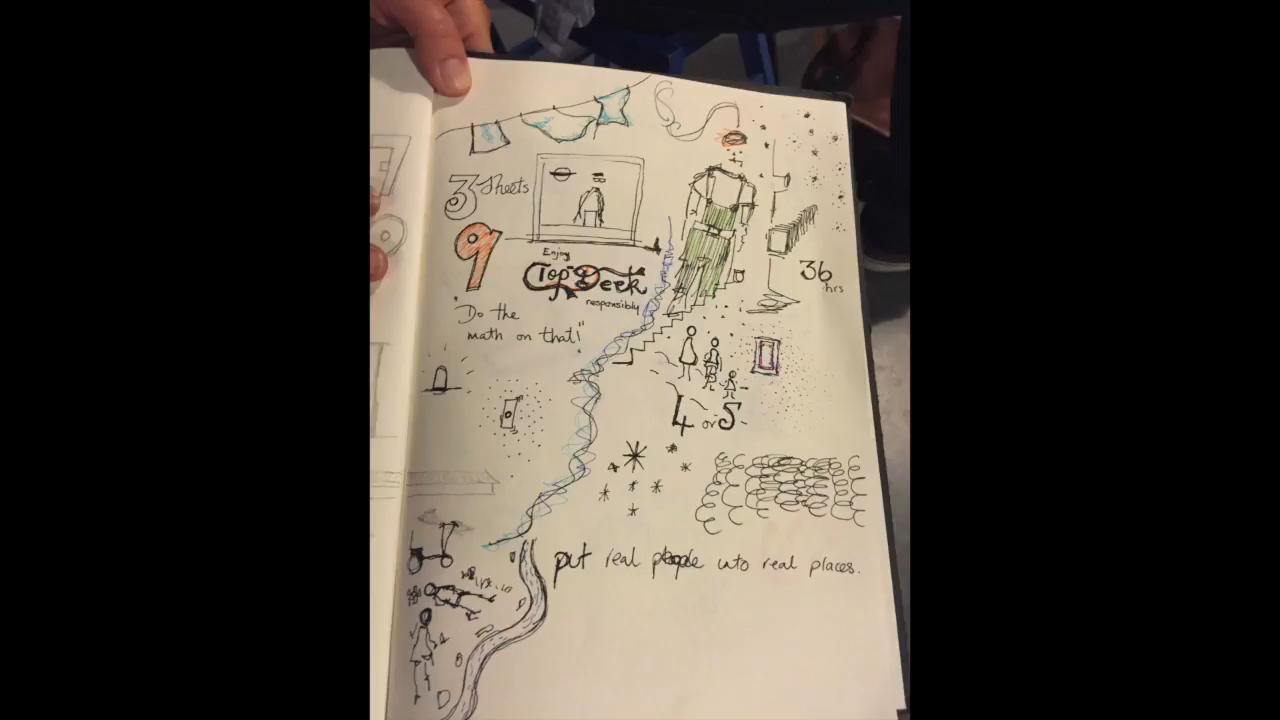 3 Sheets
9
Enjoy
Top Deck
responsibly
"Do the
math on that!"
36
hrs
4 or 5
put real people into real places.